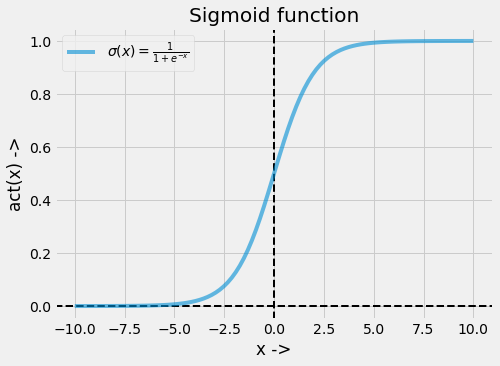 Sigmoid function
σ(x) = 1/(1 + e^{-x})
act(x) ->
1.0
0.8
0.6
0.4
0.2
0.0
−10.0 −7.5 −5.0 −2.5 0.0 2.5 5.0 7.5 10.0
x ->